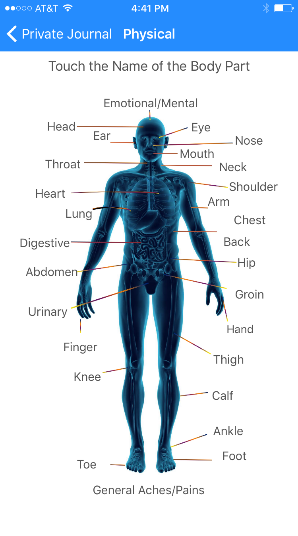 AT&T 4:41 PM
Private Journal Physical
Touch the Name of the Body Part
Emotional/Mental
Head
Eye
Ear
Nose
Mouth
Throat
Neck
Shoulder
Heart
Arm
Lung
Chest
Digestive
Back
Hip
Abdomen
Groin
Urinary
Hand
Finger
Thigh
Knee
Calf
Ankle
Foot
Toe
General Aches/Pains